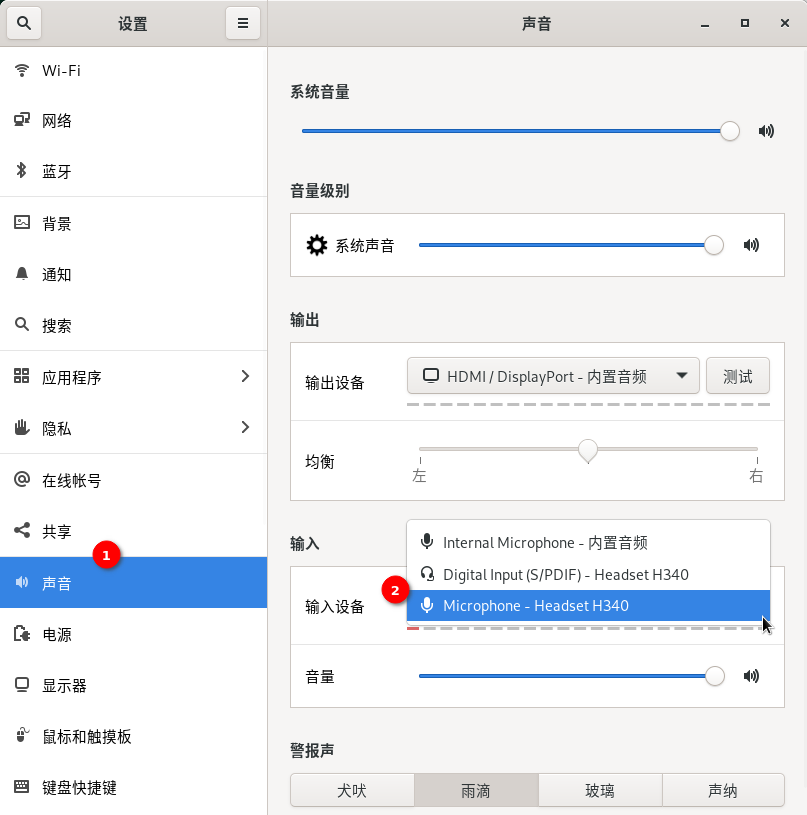 设置
声音
Wi-Fi
网络
蓝牙
背景
通知
搜索
应用程序
隐私
在线帐号
共享
1
声音
电源
显示器
鼠标和触摸板
键盘快捷键
系统音量
音量级别
系统声音
输出
输出设备
HDMI / DisplayPort - 内置音频
测试
均衡
左
右
输入
输入设备
Internal Microphone - 内置音频
Digital Input (S/PDIF) - Headset H340
2
Microphone - Headset H340
音量
警报声
犬吠
雨滴
玻璃
声纳